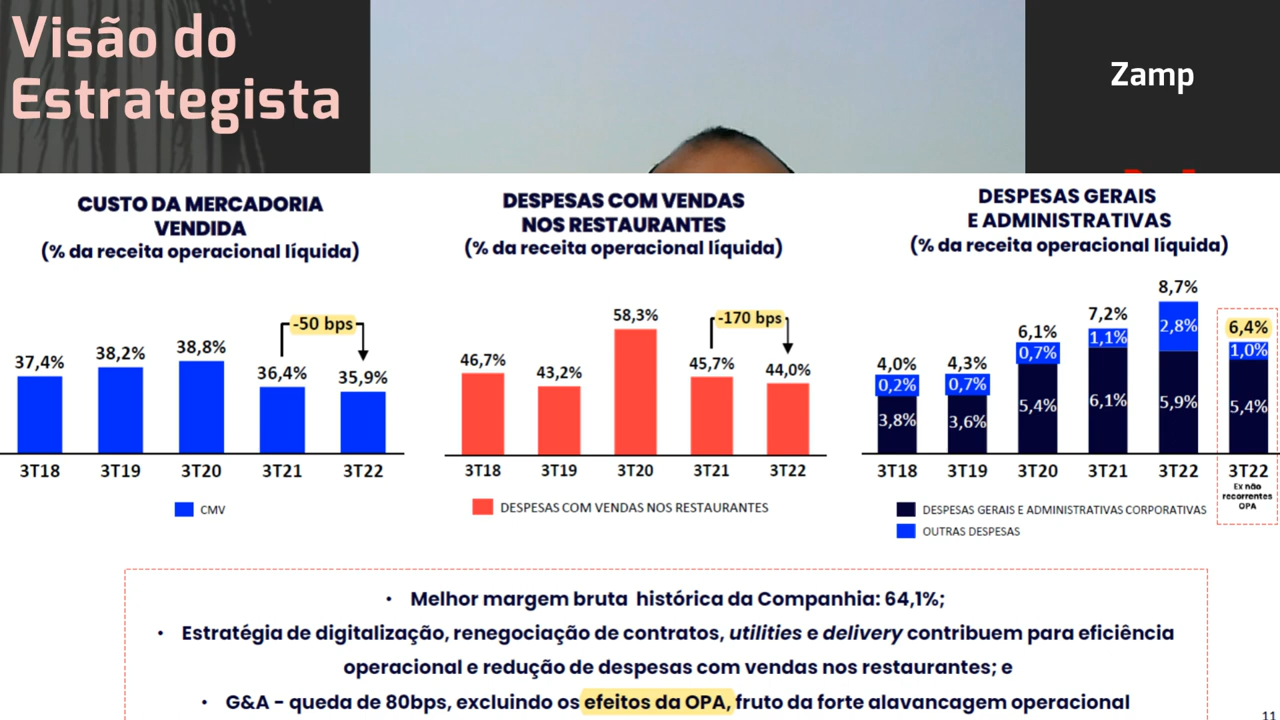 Visão do
Estrategista
Zamp
CUSTO DA MERCADORIA
VENDIDA
(% da receita operacional líquida)
-50 bps
37,4%
38,2%
38,8%
36,4%
35,9%
3T18
3T19
3T20
3T21
3T22
CMV
DESPESAS COM VENDAS
NOS RESTAURANTES
(% da receita operacional líquida)
-170 bps
46,7%
43,2%
58,3%
45,7%
44,0%
3T18
3T19
3T20
3T21
3T22
DESPESAS COM VENDAS NOS RESTAURANTES
DESPESAS GERAIS
E ADMINISTRATIVAS
(% da receita operacional líquida)
4,0%
4,3%
6,1%
7,2%
8,7%
6,4%
0,2%
0,7%
0,7%
1,1%
2,8%
1,0%
3,8%
3,6%
5,4%
6,1%
5,9%
5,4%
3T18
3T19
3T20
3T21
3T22
3T22
Ex não
recorrentes
OPA
DESPESAS GERAIS E ADMINISTRATIVAS CORPORATIVAS
OUTRAS DESPESAS
• Melhor margem bruta histórica da Companhia: 64,1%;
• Estratégia de digitalização, renegociação de contratos, utilities e delivery contribuem para eficiência
operacional e redução de despesas com vendas nos restaurantes; e
• G&A - queda de 80bps, excluindo os efeitos da OPA, fruto da forte alavancagem operacional
11